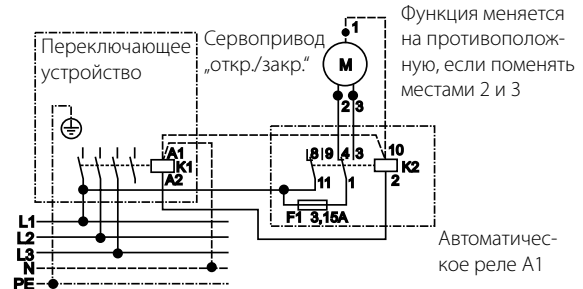 Переключающее
устройство
Сервопривод
„откр./закр.“
Функция меняется
на противополож-
ную, если поменять
местами 2 и 3
1
M
2 3
A1
K1
A2
8 9 4 3
10
K2
2
11
1
F1 3,15A
L1
L2
L3
N
PE
Автоматичес-
кое реле A1